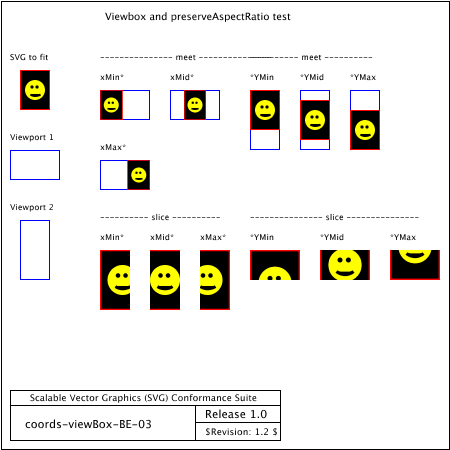 Viewbox and preserveAspectRatio test
SVG to fit
--------------- meet ---------------
---------- meet ----------
xMin*
xMid*
*YMin
*YMid
*YMax
Viewport 1
xMax*
Viewport 2
---------- slice ----------
--------------- slice ---------------
xMin*
xMid*
xMax*
*YMin
*YMid
*YMax
Scalable Vector Graphics (SVG) Conformance Suite
coords-viewBox-BE-03
Release 1.0
$Revision: 1.2 $